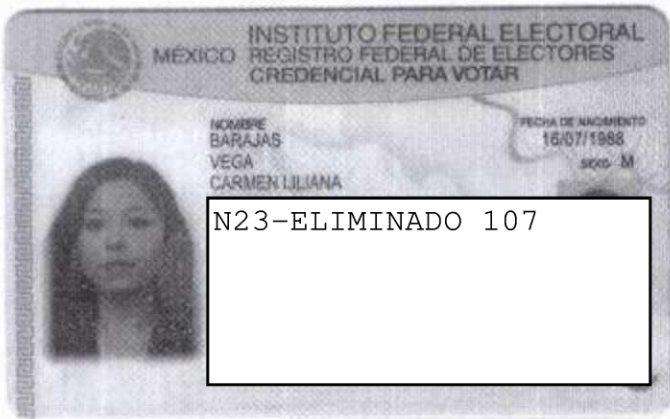 MÉXICO
INSTITUTO FEDERAL ELECTORAL
REGISTRO FEDERAL DE ELECTORES
CREDENCIAL PARA VOTAR
NOMBRE
BARAJAS
VEGA
CARMEN LILIANA
FECHA DE NACIMIENTO
16/07/1988
SEXO M
N23-ELIMINADO 107